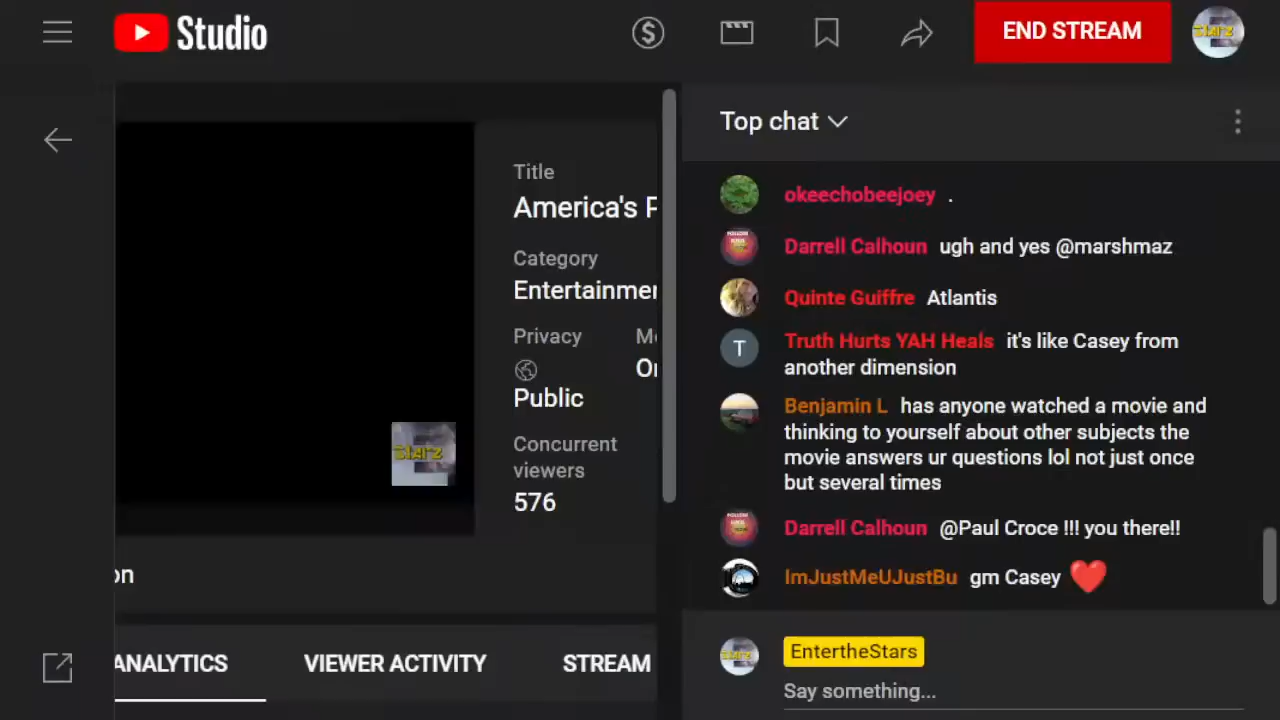 Studio
END STREAM
Top chat
okeechobeejoey .
Darrell Calhoun ugh and yes @marshmaz
Quinte Guiffre Atlantis
Truth Hurts YAH Heals it's like Casey from
another dimension
Benjamin L has anyone watched a movie and
thinking to yourself about other subjects the
movie answers ur questions lol not just once
but several times
Darrell Calhoun @Paul Croce !!! you there!!
ImJustMeUJustBu gm Casey ❤️
EntertheStars
Say something...
Title
America's
Category
Entertainmen
Privacy
Public
Concurrent
viewers
576
on
ANALYTICS
VIEWER ACTIVITY
STREAM
T
Starz